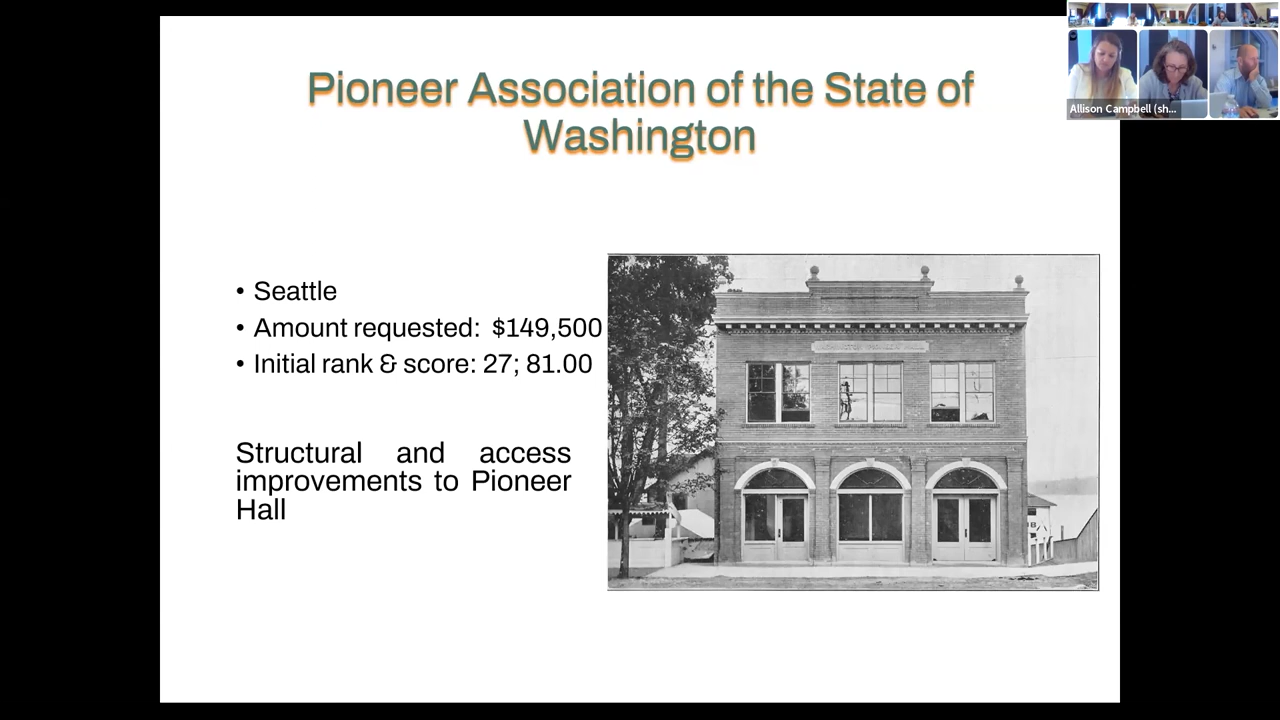 Pioneer Association of the State of
Washington
• Seattle
• Amount requested: $149,500
• Initial rank & score: 27; 81.00
Structural and access
improvements to Pioneer
Hall
Allison Campbell (sh...